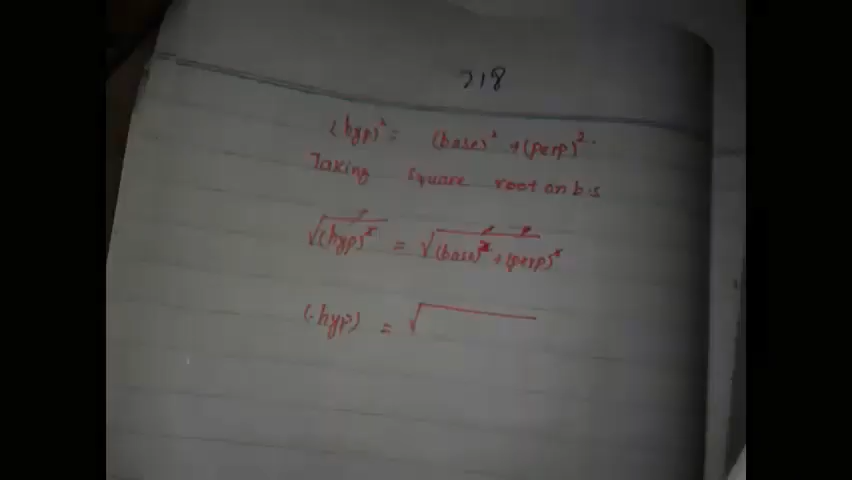 218
(hyp)² = (base)² + (perp)².
Taking square root on b.s
√(hyp)² = √(base)² + (perp)²
(hyp) = √